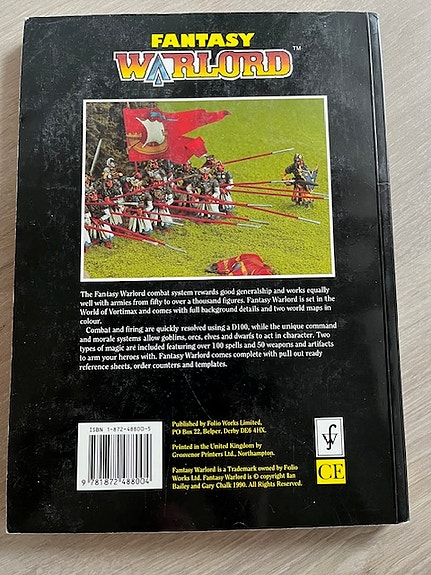 FANTASY
WARLORD™
The Fantasy Warlord combat system rewards good generalship and works equally
well with armies from fifty to over a thousand figures. Fantasy Warlord is set in the
World of Vortimax and comes with full background details and two world maps in
colour.
Combat and firing are quickly resolved using a D100, while the unique command
and morale systems allow goblins, orcs, elves and dwarfs to act in character. Two
types of magic are included featuring over 100 spells and 50 weapons and artifacts
to arm your heroes with. Fantasy Warlord comes complete with pull out ready
reference sheets, order counters and templates.
ISBN 1-872-48800-5
9 781872 488004
Published by Folio Works Limited,
PO Box 22, Belper, Derby DE6 4HX.
Printed in the United Kingdom by
Grosvenor Printers Ltd., Northampton.
Fantasy Warlord is a Trademark owned by Folio
Works Ltd. Fantasy Warlord is © copyright Ian
Bailey and Gary Chalk 1990. All Rights Reserved.
fW
CE